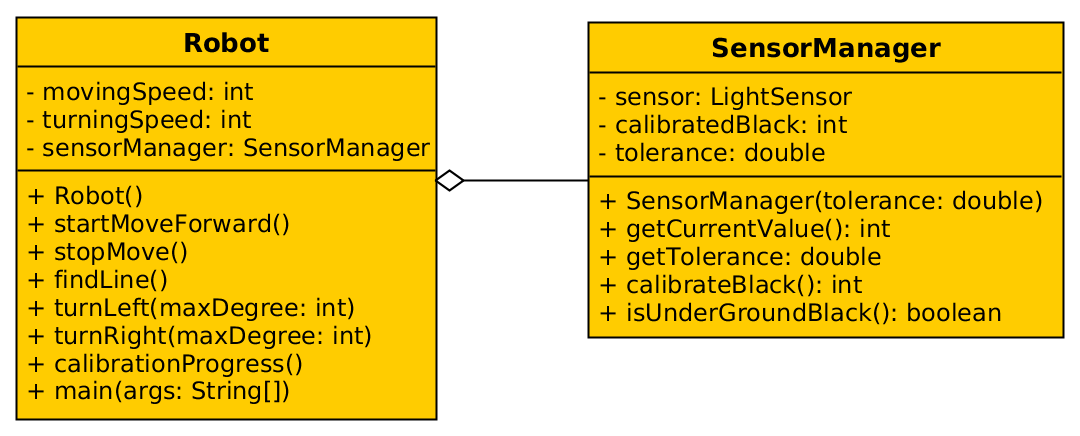 Robot
- movingSpeed: int
- turningSpeed: int
- sensorManager: SensorManager
+ Robot()
+ startMoveForward()
+ stopMove()
+ findLine()
+ turnLeft(maxDegree: int)
+ turnRight(maxDegree: int)
+ calibrationProgress()
+ main(args: String[])
SensorManager
- sensor: LightSensor
- calibratedBlack: int
- tolerance: double
+ SensorManager(tolerance: double)
+ getCurrentValue(): int
+ getTolerance: double
+ calibrateBlack(): int
+ isUnderGroundBlack(): boolean